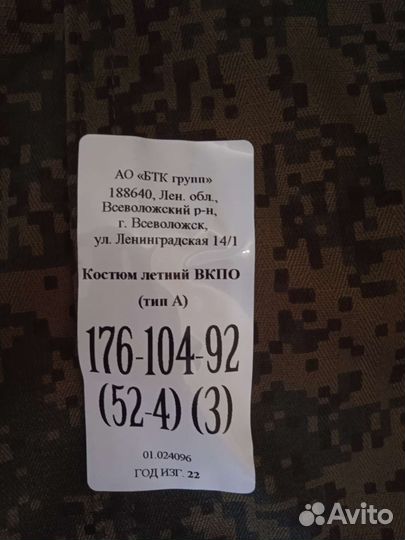 АО «БТК групп»
188640, Лен. обл.,
Всеволожский р-н,
г. Всеволожск,
ул. Ленинградская 14/1
Костюм летний ВКПО
(тип А)
176-104-92
(52-4) (3)
01.024096
ГОД ИЗГ. 22
Avito